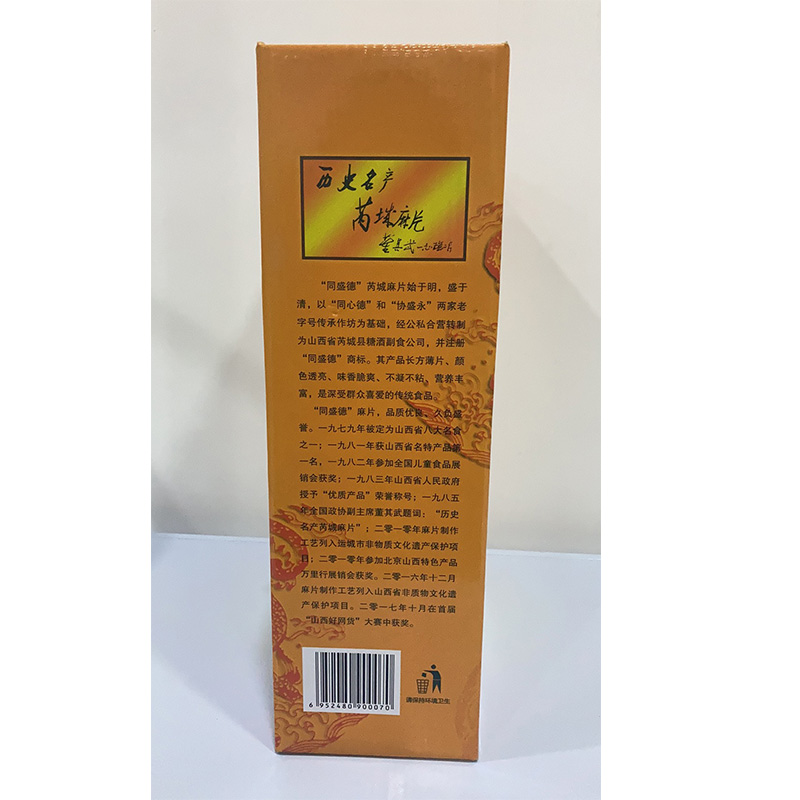 历史名产
芮城麻片
董其武一九八五.十一月
“同盛德”芮城麻片始于明，盛于
清，以“同心德”和“协盛永”两家老
字号传承作坊为基础，经公私合营转制
为山西省芮城县糖酒副食公司，并注册
“同盛德”商标。其产品长方薄片、颜
色透亮、味香脆爽、不凝不粘，营养丰
富，是深受群众喜爱的传统食品。
“同盛德”麻片，品质优良，久负盛
誉。一九七九年被定为山西省八大名食
之一；一九八一年获山西省名特产品第
一名，一九八二年参加全国儿童食品展
销会获奖；一九八三年山西省人民政府
授予“优质产品”荣誉称号；一九八五
年全国政协副主席董其武题词：“历史
名产芮城麻片”；二零一零年麻片制作
工艺列入运城市非物质文化遗产保护项
目；二零一零年参加北京山西特色产品
万里行展销会获奖。二零一六年十二月
麻片制作工艺列入山西省非质物文化遗
产保护项目。二零一七年十月在首届
“山西好网货”大赛中获奖。
6 952480 900070
请保持环境卫生